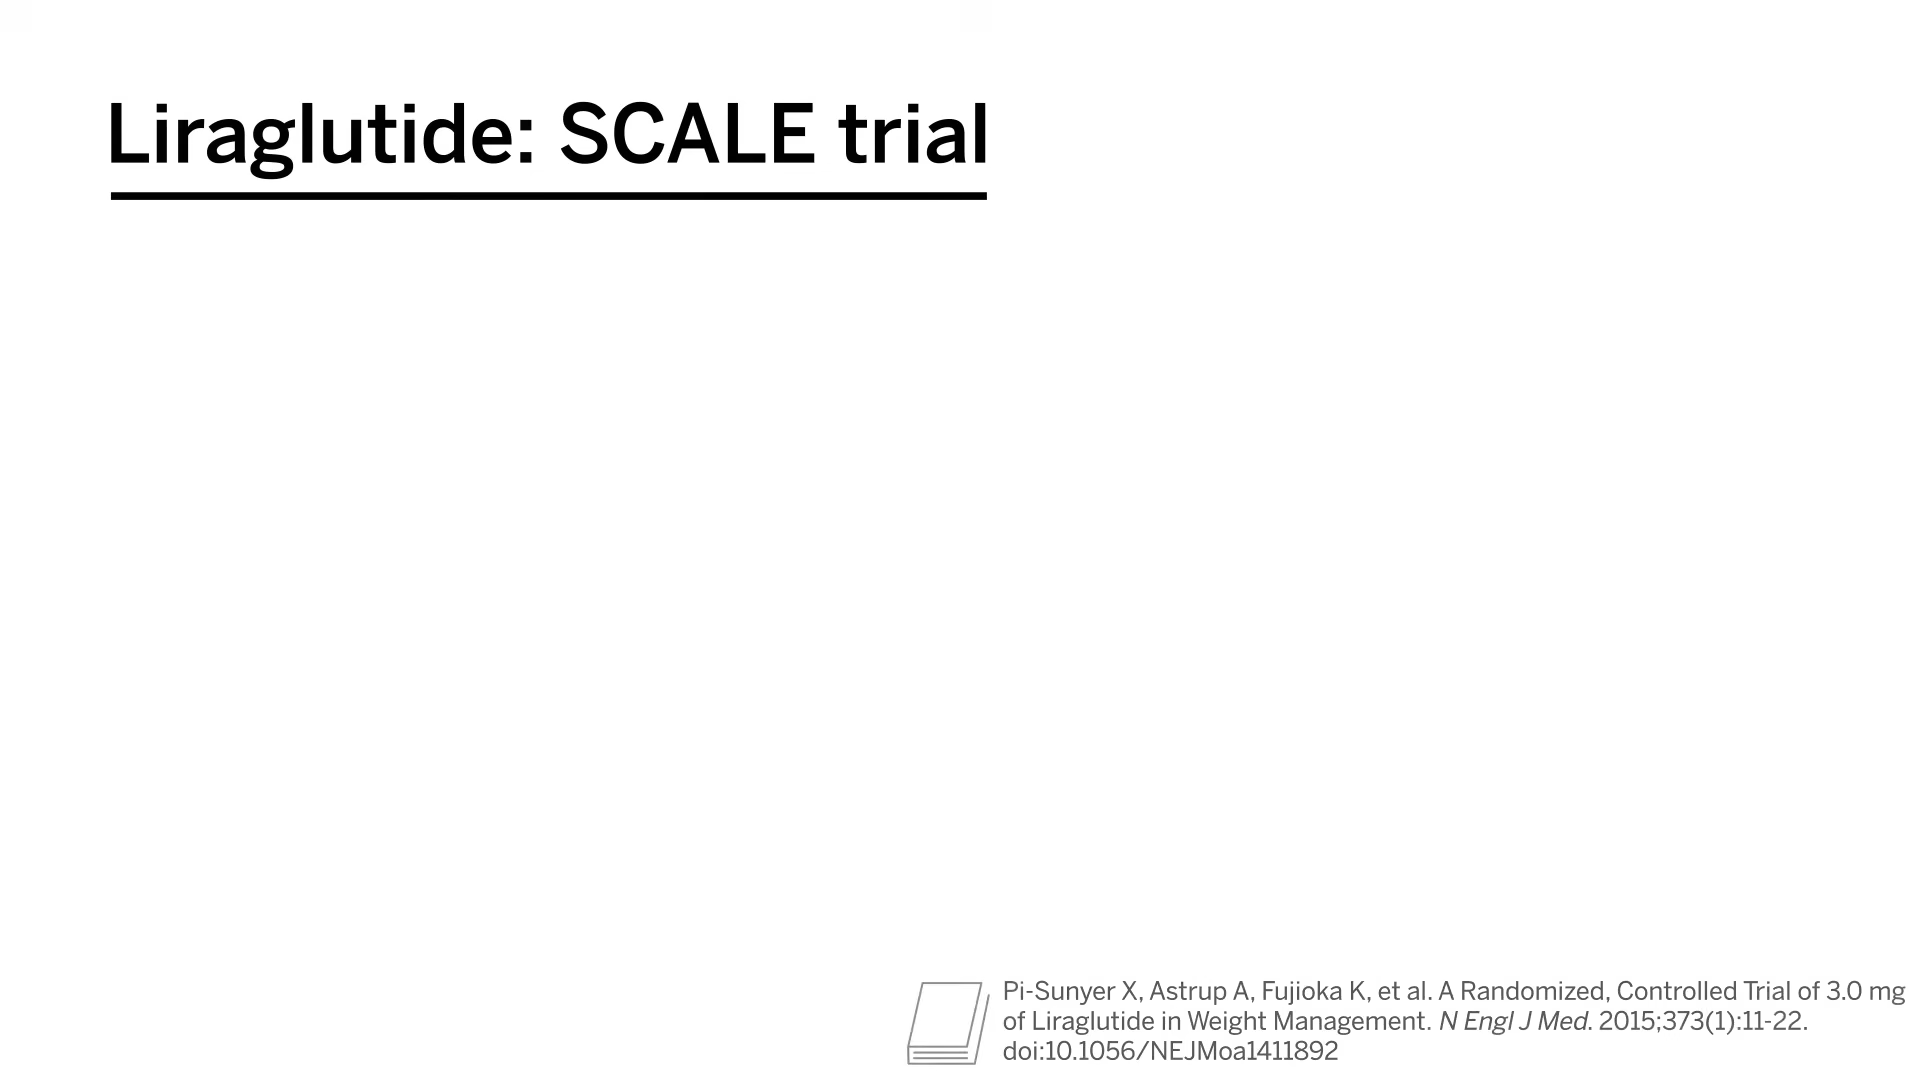 Liraglutide: SCALE trial
Pi-Sunyer X, Astrup A, Fujioka K, et al. A Randomized, Controlled Trial of 3.0 mg
of Liraglutide in Weight Management. N Engl J Med. 2015;373(1):11-22.
doi:10.1056/NEJMoa1411892